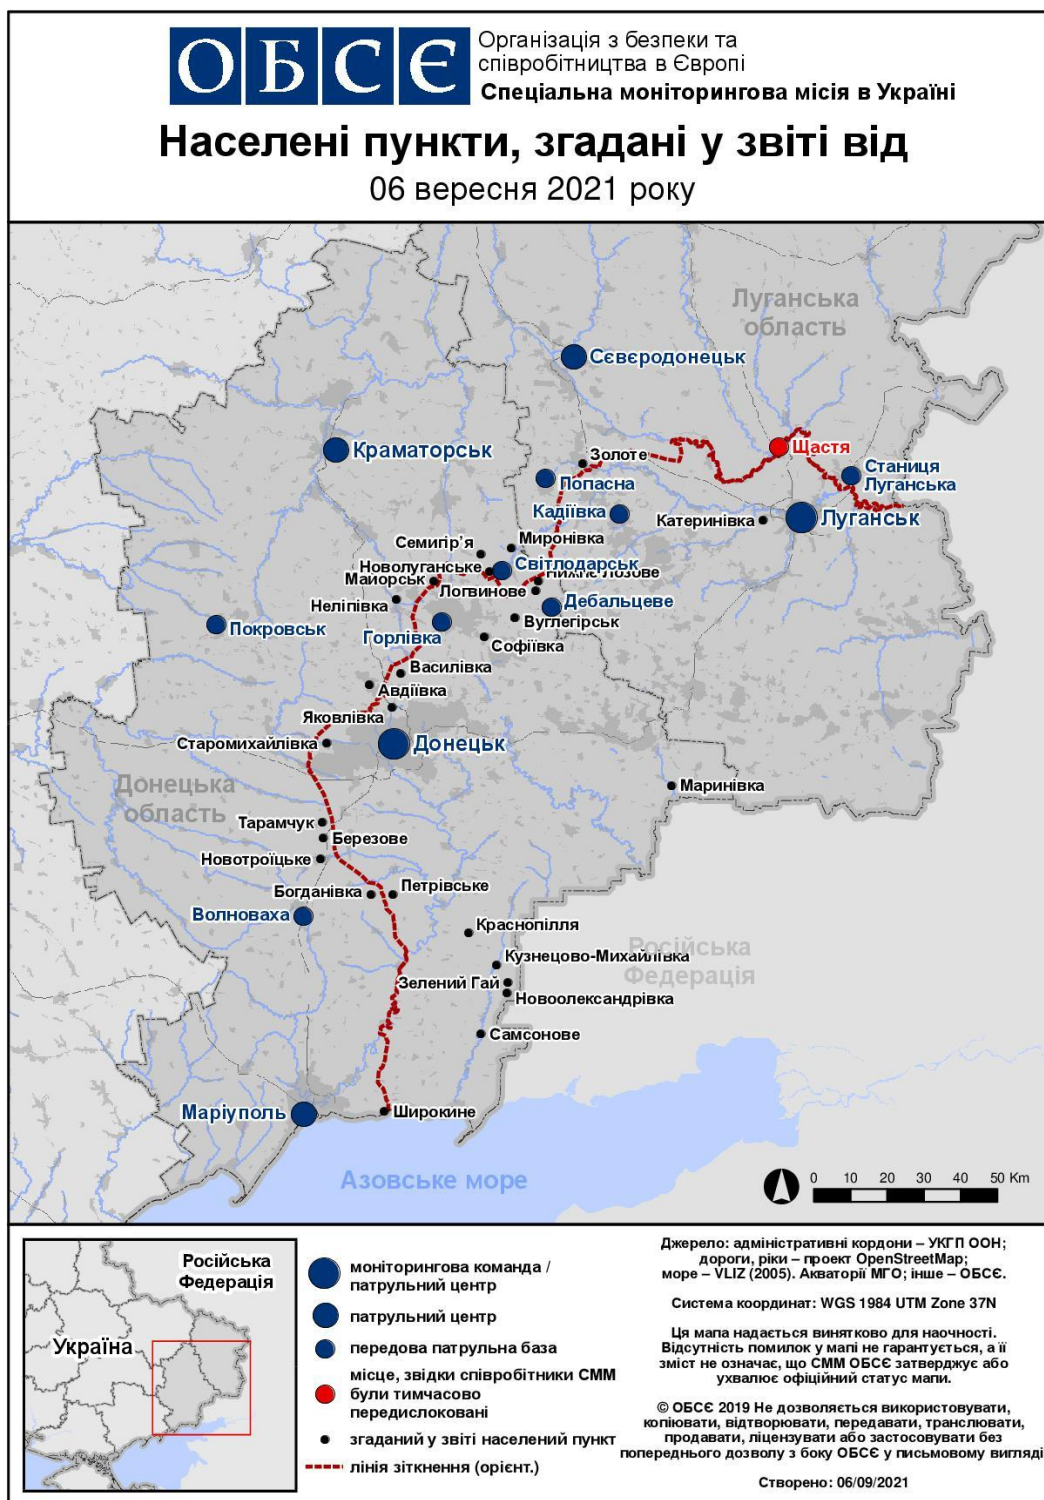 ОБСЄ
Організація з безпеки та
співробітництва в Європі
Спеціальна моніторингова місія в Україні
Населені пункти, згадані у звіті від
06 вересня 2021 року
Луганська
область
Сєвєродонецьк
Краматорськ
Золоте
Щастя
Станиця
Луганська
Попасна
Кадіївка
Катеринівка
Луганськ
Миронівка
Семигір’я
Новолуганське
Світлодарськ
Майорськ
Нижнє Лозове
Логвинове
Неліпівка
Дебальцеве
Вуглегірськ
Покровськ
Горлівка
Софіївка
Василівка
Авдіївка
Яковлівка
Старомихайлівка
Донецьк
Донецька
область
Маринівка
Тарамчук
Березове
Новотроїцьке
Богданівка
Петрівське
Волноваха
Краснопілля
Російська
Федерація
Кузнецово-Михайлівка
Зелений Гай
Новоолександрівка
Самсонове
Маріуполь
Широкине
Азовське море
0 10 20 30 40 50 Km
Російська
Федерація
Україна
моніторингова команда /
патрульний центр
патрульний центр
передова патрульна база
місце, звідки співробітники СММ
були тимчасово
передислоковані
згаданий у звіті населений пункт
лінія зіткнення (орієнт.)
Джерело: адміністративні кордони – УКГП ООН;
дороги, ріки – проект OpenStreetMap;
море – VLIZ (2005). Акваторії МГО; інше – ОБСЄ.
Система координат: WGS 1984 UTM Zone 37N
Ця мапа надається винятково для наочності.
Відсутність помилок у мапі не гарантується, а її
зміст не означає, що СММ ОБСЄ затверджує або
ухвалює офіційний статус мапи.
© ОБСЄ 2019 Не дозволяється використовувати,
копіювати, відтворювати, передавати, транслювати,
продавати, ліцензувати або застосовувати без
попереднього дозволу з боку ОБСЄ у письмовому вигляді
Створено: 06/09/2021